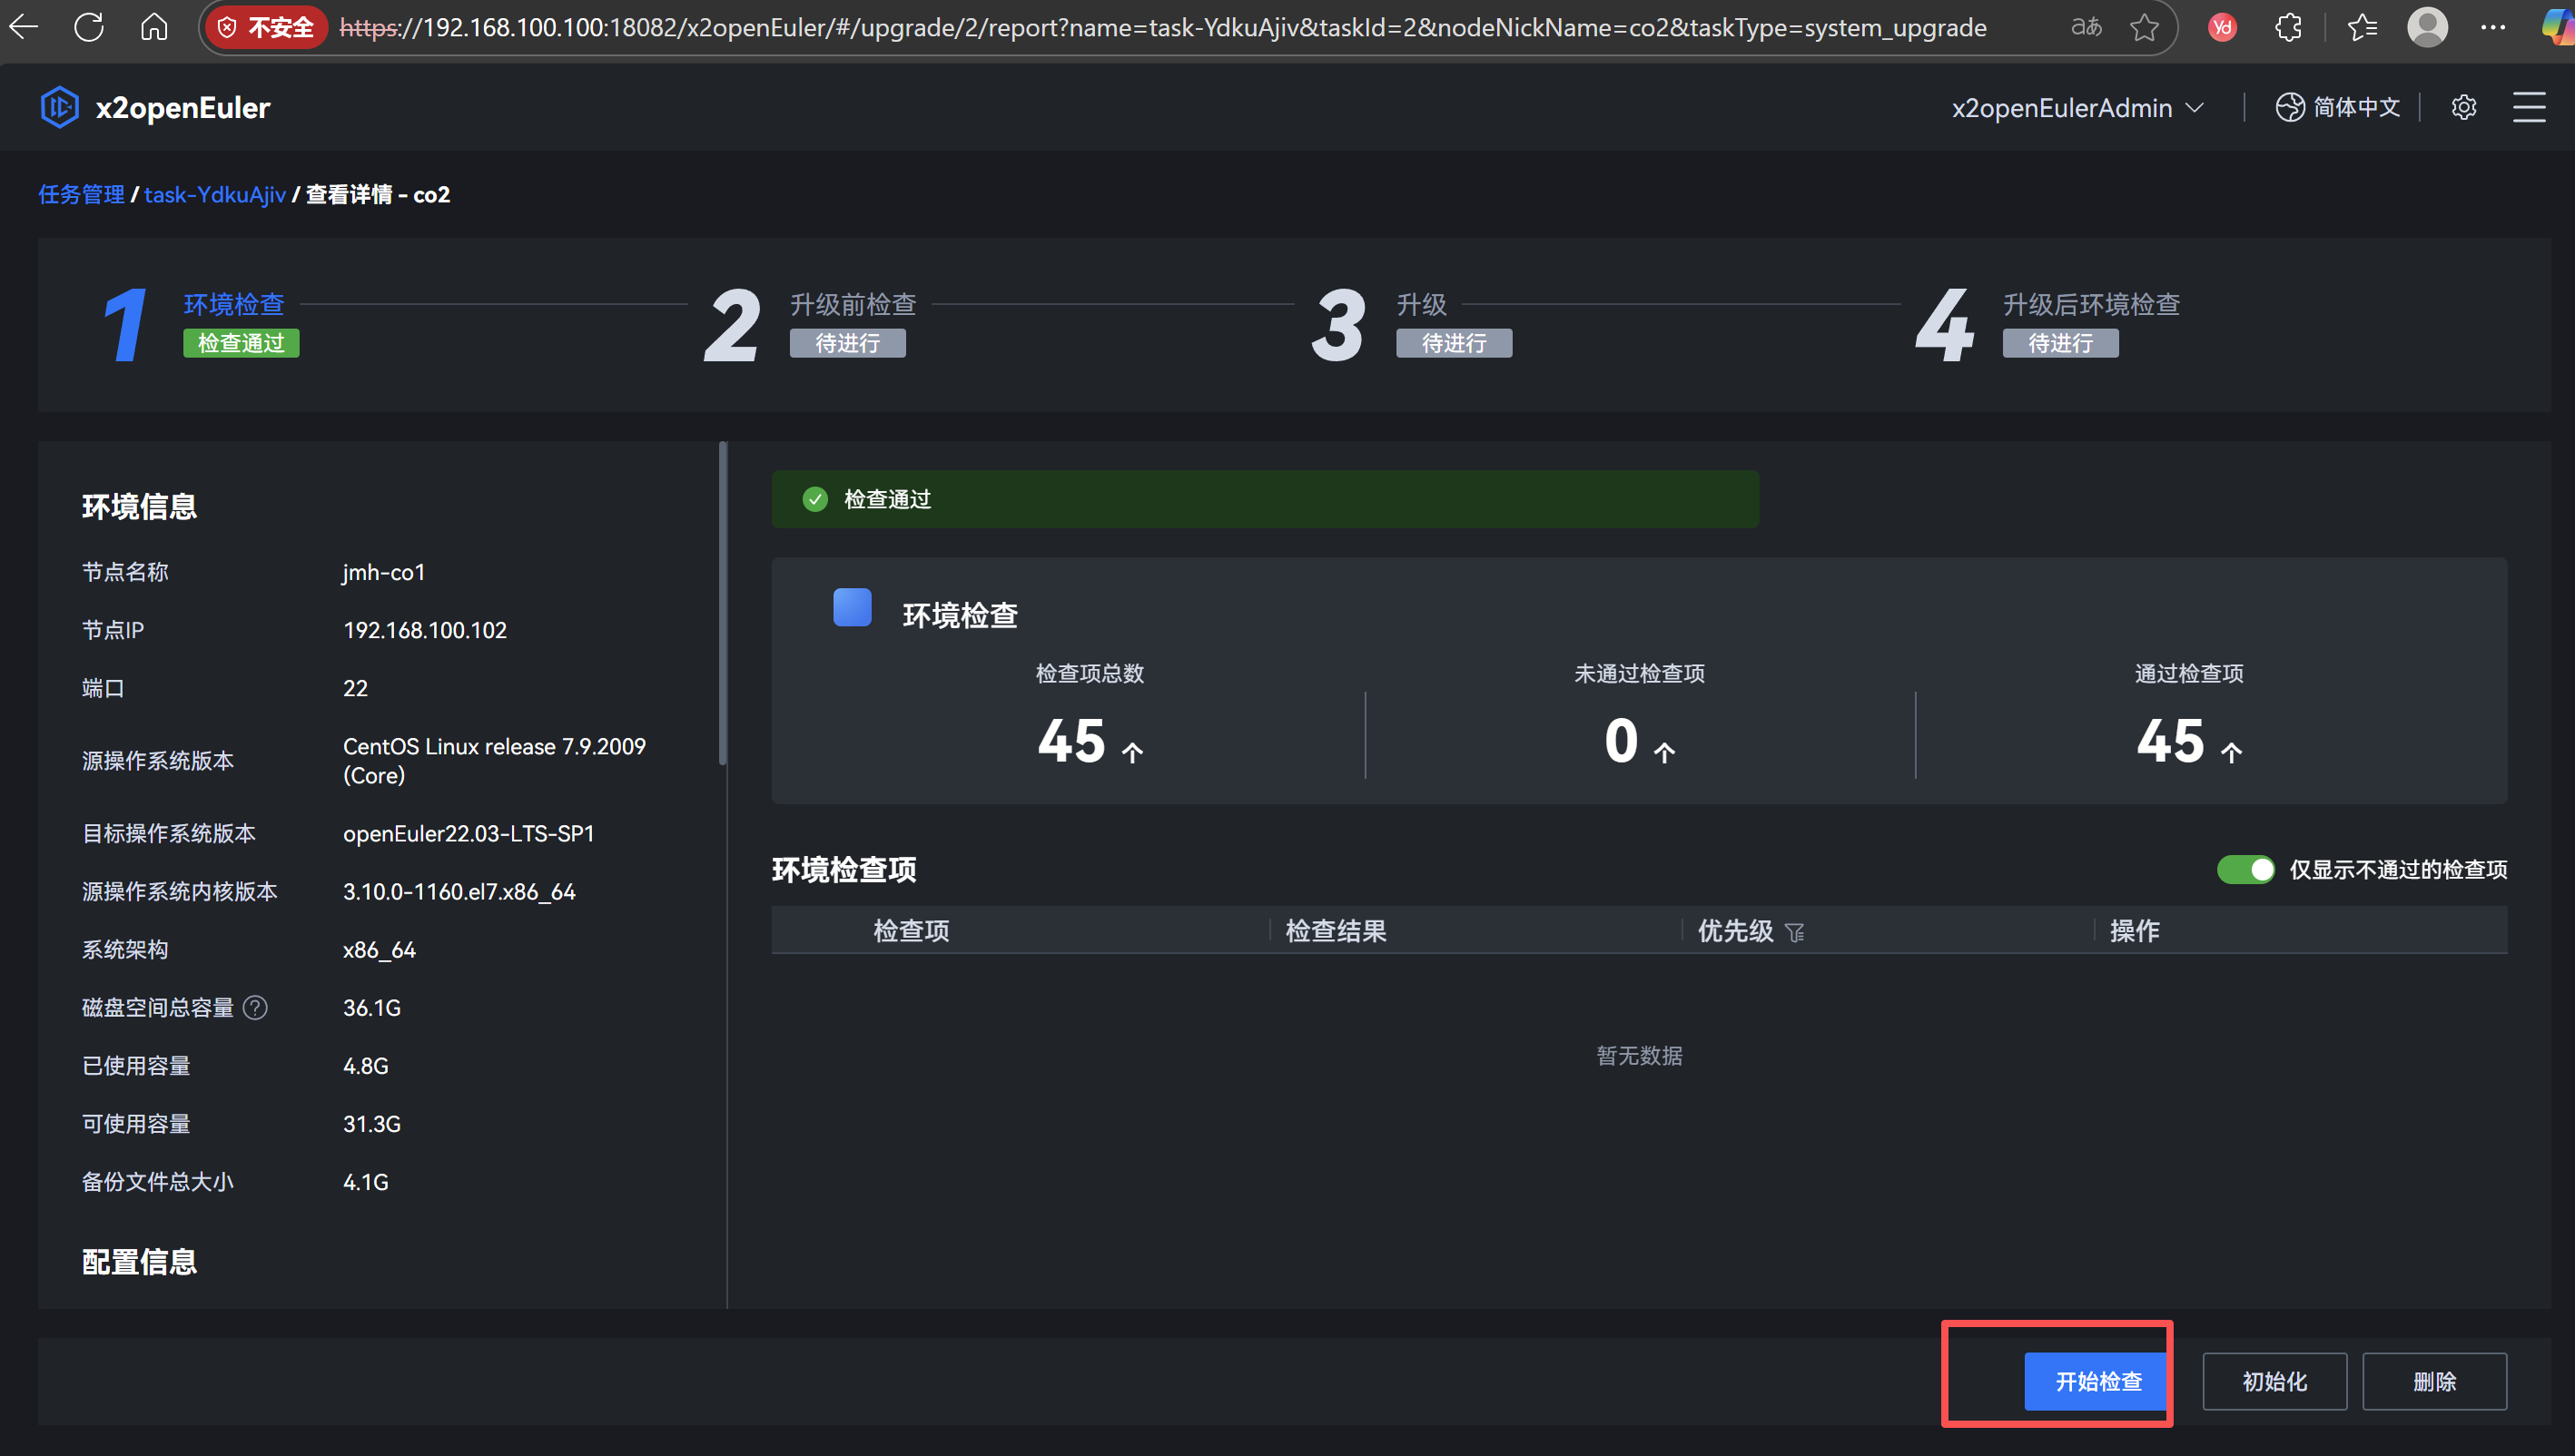 不安全 https://192.168.100.100:18082/x2openEuler/#/upgrade/2/report?name=task-YdkuAjiv&taskId=2&nodeNickName=co2&taskType=system_upgrade aあ Yd
x2openEuler x2openEulerAdmin 简体中文
任务管理 / task-YdkuAjiv / 查看详情 - co2
1 环境检查 检查通过
2 升级前检查 待进行
3 升级 待进行
4 升级后环境检查 待进行
环境信息
节点名称 jmh-co1
节点IP 192.168.100.102
端口 22
源操作系统版本 CentOS Linux release 7.9.2009
(Core)
目标操作系统版本 openEuler22.03-LTS-SP1
源操作系统内核版本 3.10.0-1160.el7.x86_64
系统架构 x86_64
磁盘空间总容量 ? 36.1G
已使用容量 4.8G
可使用容量 31.3G
备份文件总大小 4.1G
配置信息
检查通过
环境检查
检查项总数 未通过检查项 通过检查项
45 0 45
环境检查项 仅显示不通过的检查项
检查项 检查结果 优先级 操作
暂无数据
开始检查 初始化 删除